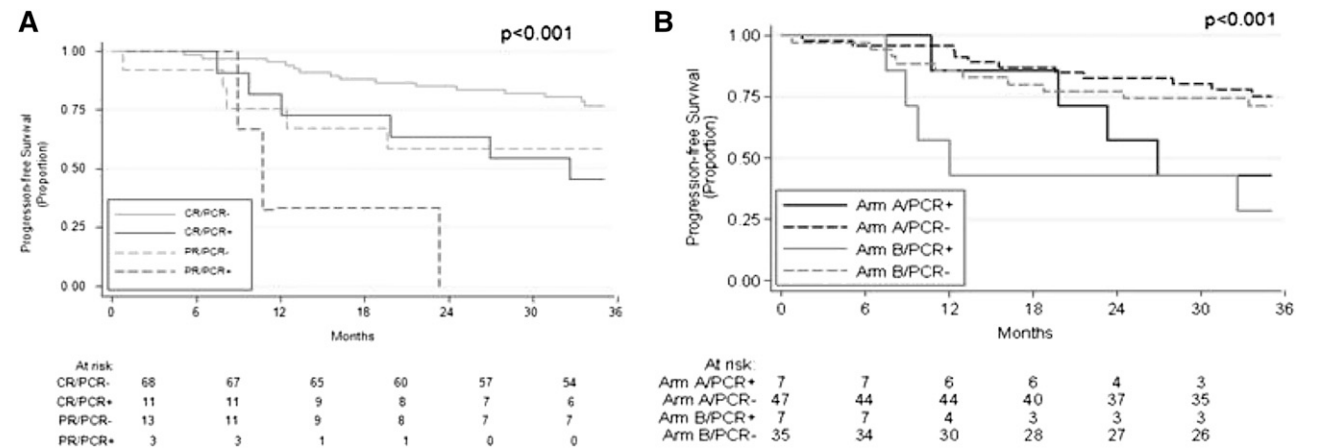 A
p<0.001
Progression-free Survival
(Proportion)
1 00
0 75
0 50
0 25
0 00
CR/PCR-
CR/PCR+
PR/PCR-
PR/PCR+
0 6 12 18 24 30 36
Months
At risk:
CR/PCR- 68 67 65 60 57 54
CR/PCR+ 11 11 9 8 7 6
PR/PCR- 13 11 9 8 7 7
PR/PCR+ 3 3 1 1 0 0
B
p<0.001
Progression-free Survival
(Proportion)
1 00
0 75
0 50
0 25
0 00
Arm A/PCR+
Arm A/PCR-
Arm B/PCR+
Arm B/PCR-
0 6 12 18 24 30 36
Months
At risk:
Arm A/PCR+ 7 7 6 6 4 3
Arm A/PCR- 47 44 44 40 37 35
Arm B/PCR+ 7 7 4 3 3 3
Arm B/PCR- 35 34 30 28 27 26